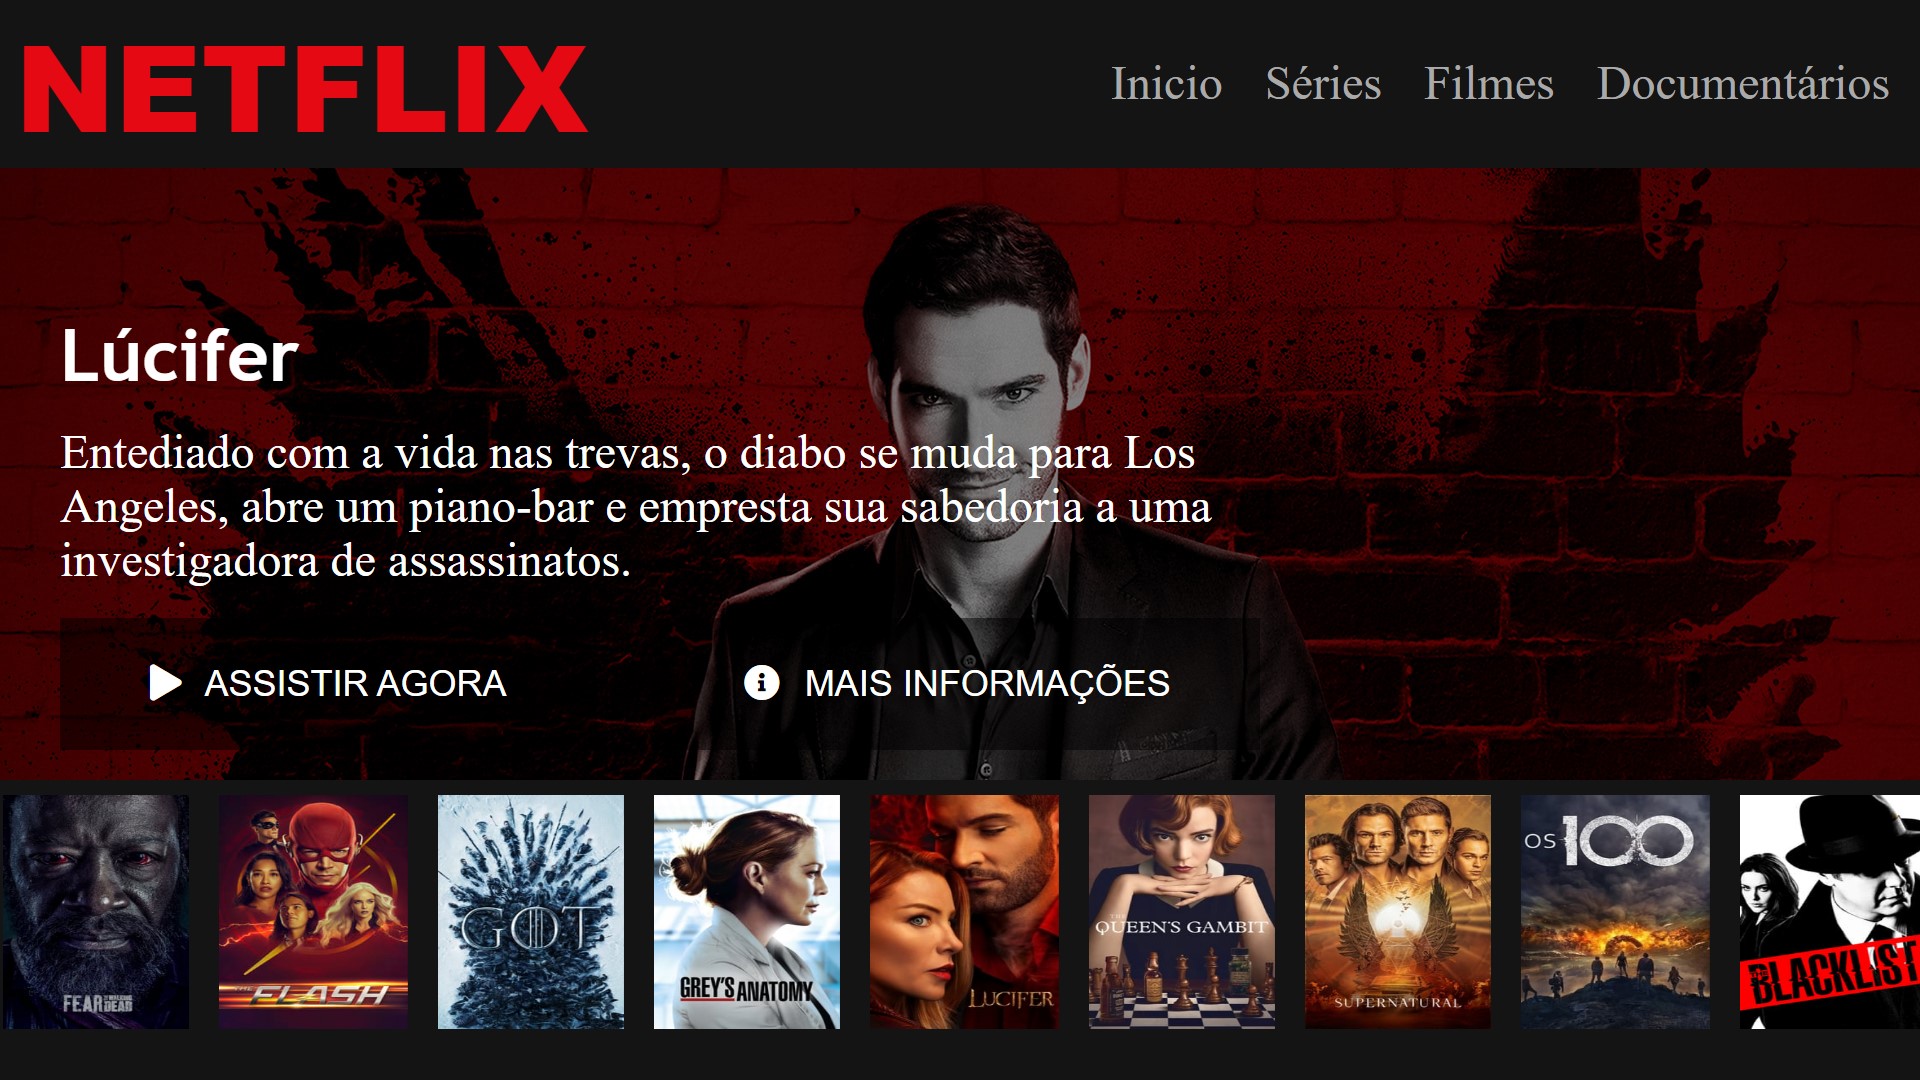 NETFLIX
Inicio Séries Filmes Documentários
Lúcifer
Entediado com a vida nas trevas, o diabo se muda para Los
Angeles, abre um piano-bar e empresta sua sabedoria a uma
investigadora de assassinatos.
ASSISTIR AGORA
MAIS INFORMAÇÕES
FEAR THE WALKING DEAD
THE FLASH
GOT
GREY'S ANATOMY
LUCIFER
THE QUEEN'S GAMBIT
SUPERNATURAL
OS 100
THE BLACKLIST